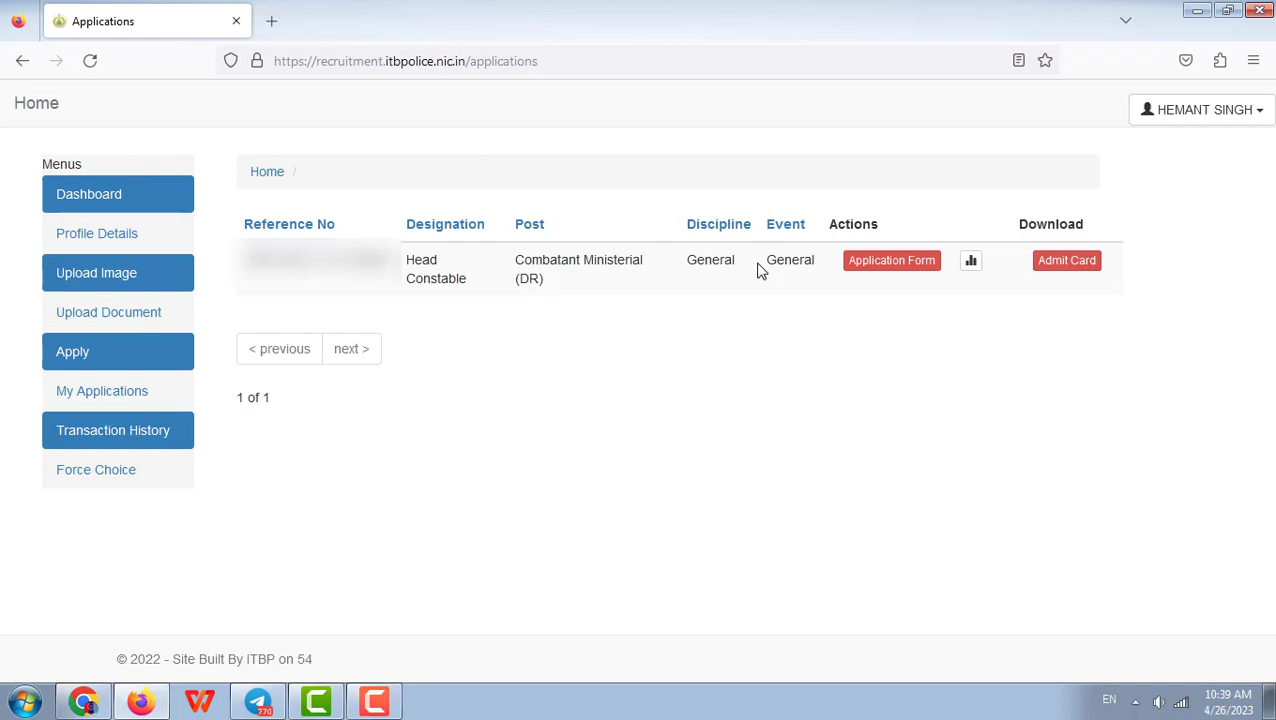 Applications
https://recruitment.itbpolice.nic.in/applications
Home
HEMANT SINGH
Menus
Dashboard
Profile Details
Upload Image
Upload Document
Apply
My Applications
Transaction History
Force Choice
Home /
Reference No Designation Post Discipline Event Actions Download
Head Combatant Ministerial General General Application Form Admit Card
Constable (DR)
< previous next >
1 of 1
© 2022 - Site Built By ITBP on 54
770
EN
10:39 AM
4/26/2023